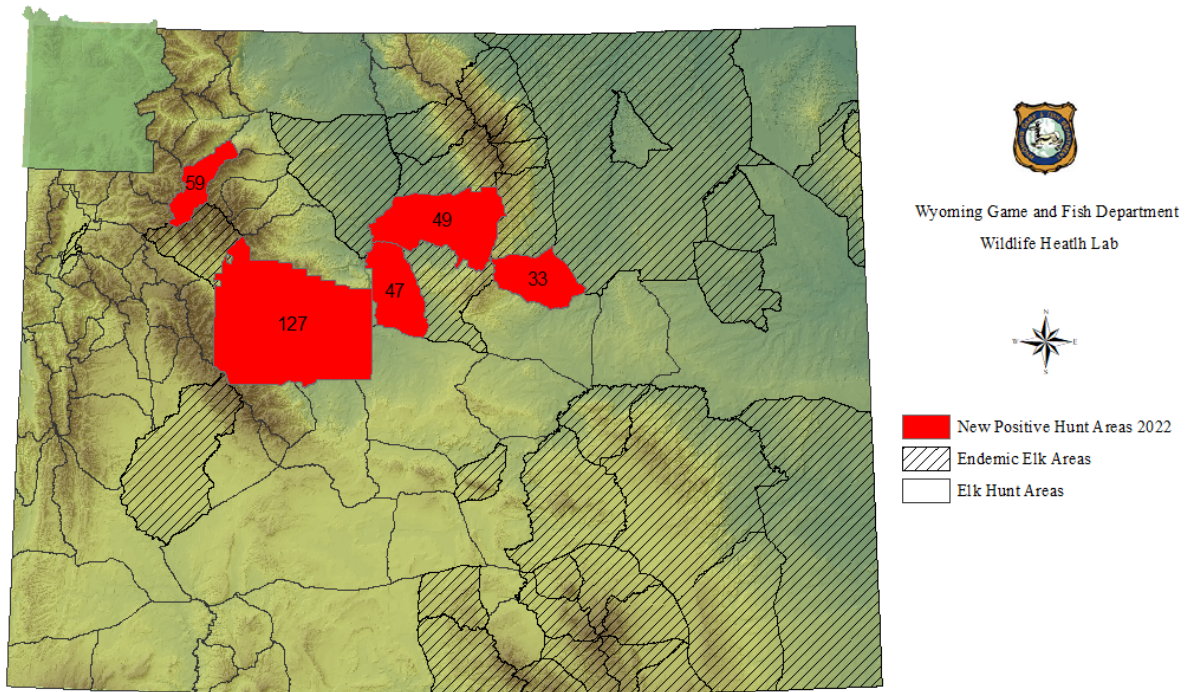 59
49
33
47
127
Wyoming Game and Fish Department
Wildlife Heatlh Lab
N
W E
S
New Positive Hunt Areas 2022
Endemic Elk Areas
Elk Hunt Areas